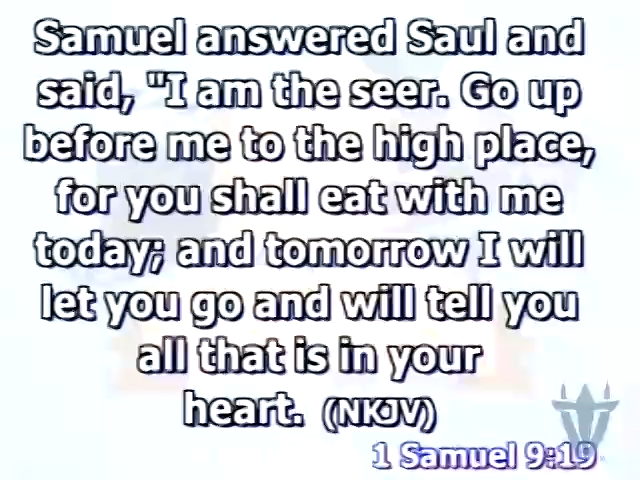 Samuel answered Saul and
said, "I am the seer. Go up
before me to the high place,
for you shall eat with me
today; and tomorrow I will
let you go and will tell you
all that is in your
heart. (NKJV)
1 Samuel 9:19